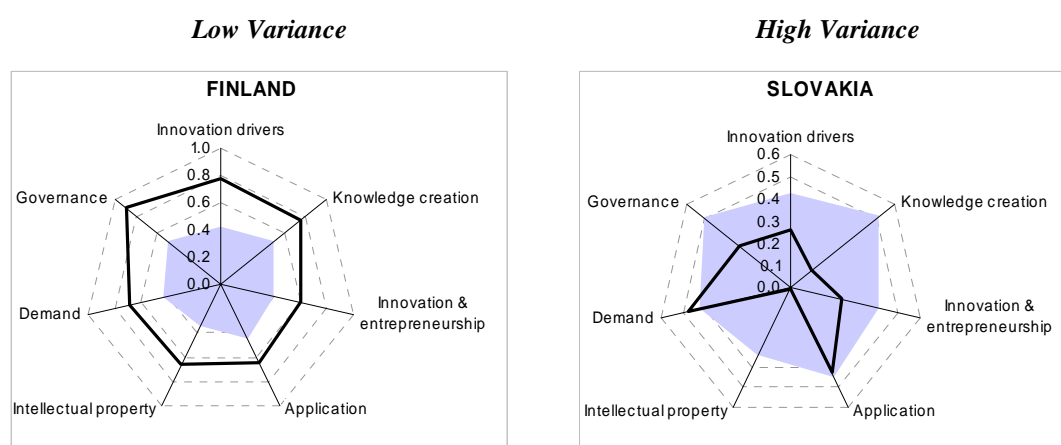 Low Variance
High Variance
FINLAND
Innovation drivers
1.0
0.8
0.6
0.4
0.2
0.0
Governance
Knowledge creation
Demand
Innovation &
entrepreneurship
Intellectual property
Application
SLOVAKIA
Innovation drivers
0.6
0.5
0.4
0.3
0.2
0.1
0.0
Governance
Knowledge creation
Demand
Innovation &
entrepreneurship
Intellectual property
Application